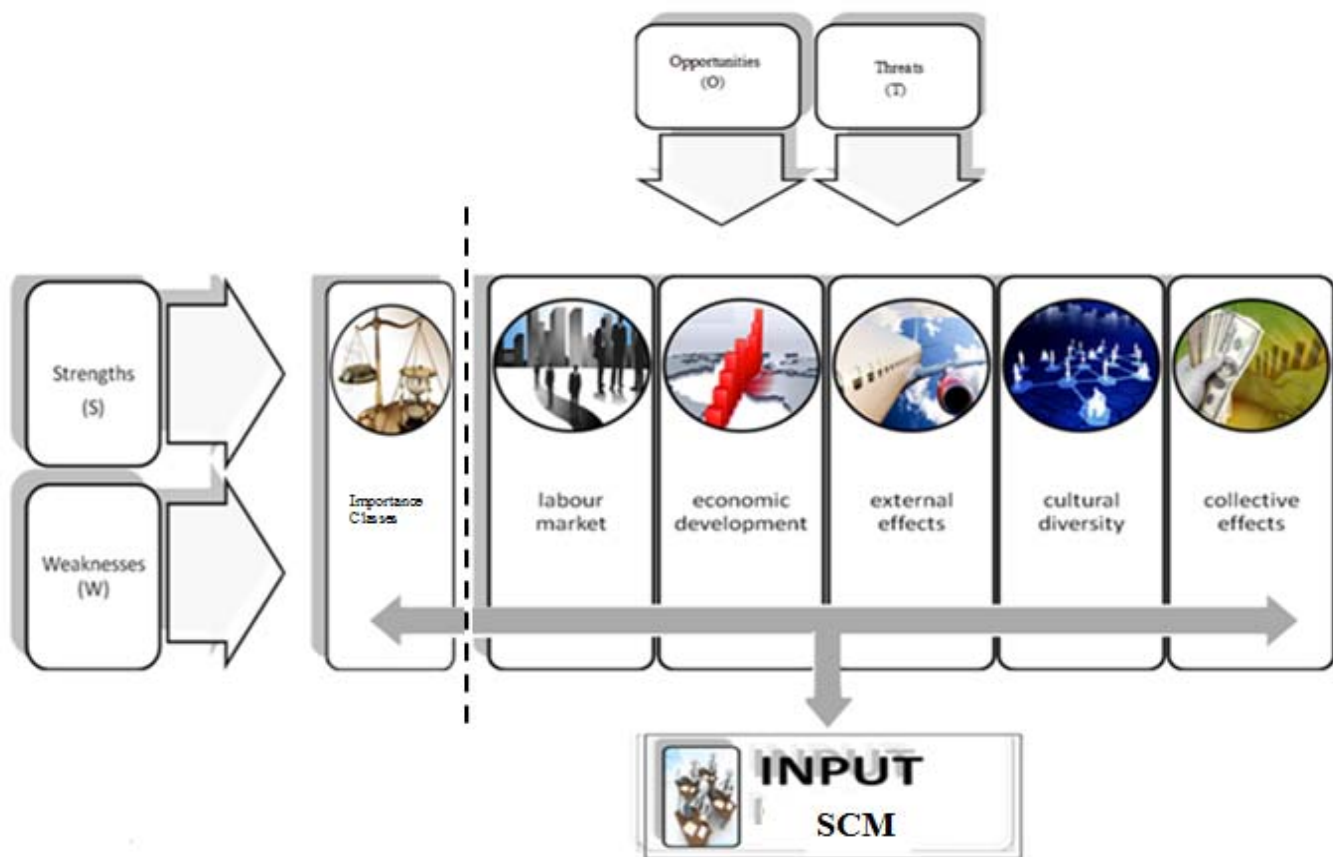 Opportunities
(O)
Threats
(T)
Strengths
(S)
Weaknesses
(W)
Importance
Classes
labour
market
economic
development
external
effects
cultural
diversity
collective
effects
INPUT
SCM